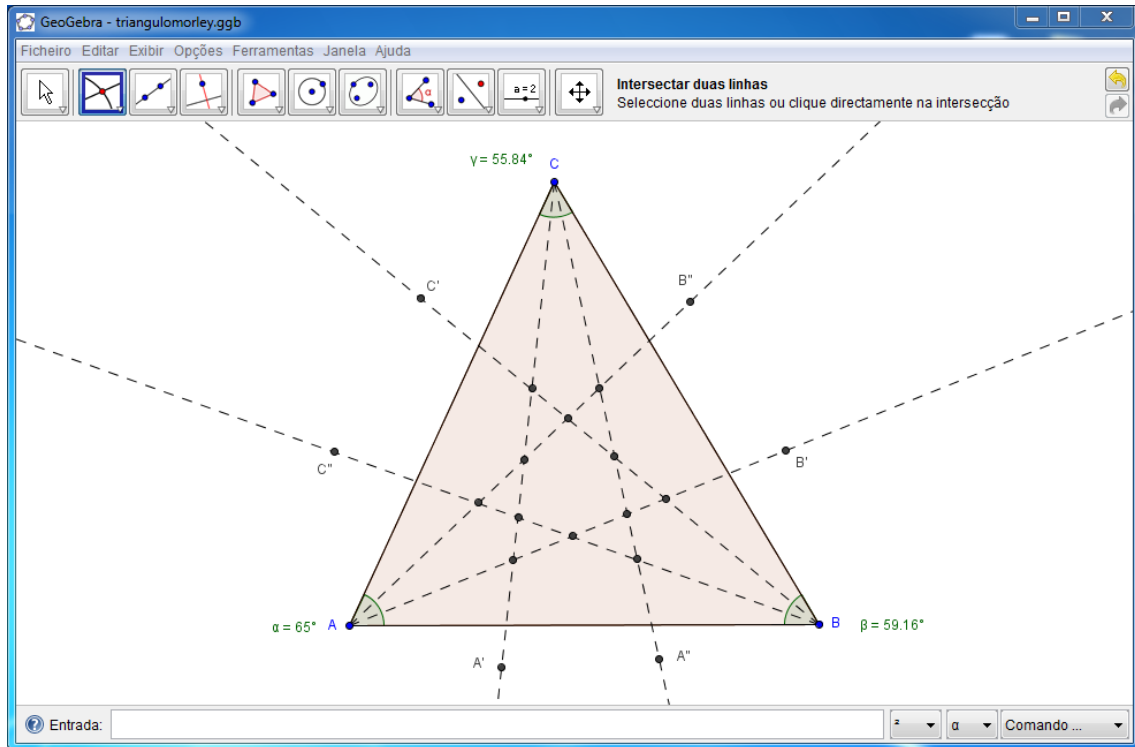 GeoGebra - triangulomorley.ggb
Ficheiro Editar Exibir Opções Ferramentas Janela Ajuda
a = 2
Intersectar duas linhas
Seleccione duas linhas ou clique directamente na intersecção
γ = 55.84°
C
C'
B"
C"
B'
α = 65°
A
B
β = 59.16°
A'
A"
Entrada:
²
α
Comando ...